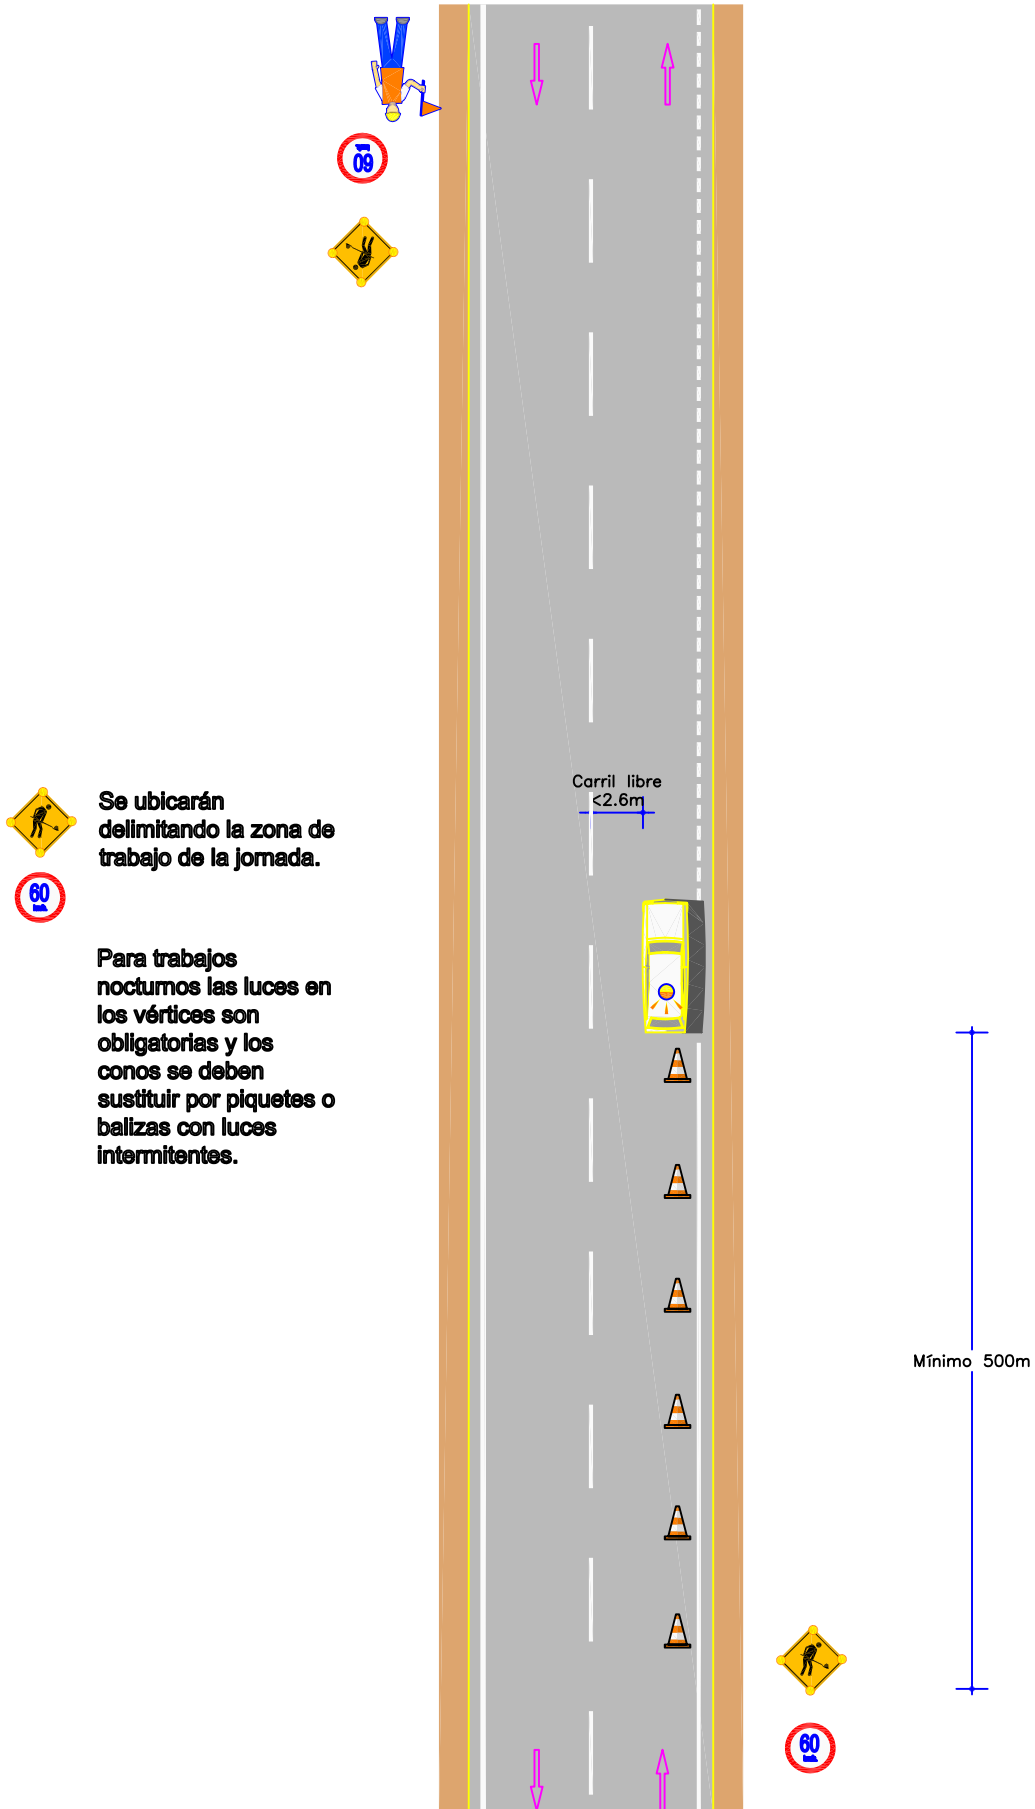 60
Carril libre
<2.6m
Se ubicarán
delimitando la zona de
trabajo de la jornada.
60
Para trabajos
nocturnos las luces en
los vértices son
obligatorias y los
conos se deben
sustituir por piquetes o
balizas con luces
intermitentes.
Mínimo 500m
60